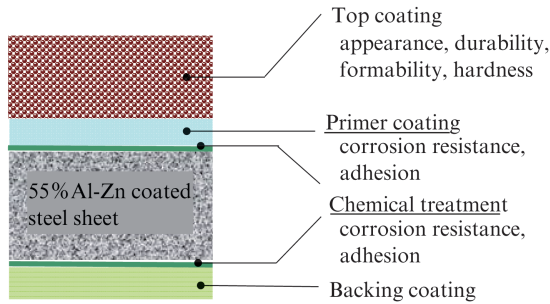 Top coating
appearance, durability,
formability, hardness
Primer coating
corrosion resistance,
adhesion
55%Al-Zn coated
steel sheet
Chemical treatment
corrosion resistance,
adhesion
Backing coating